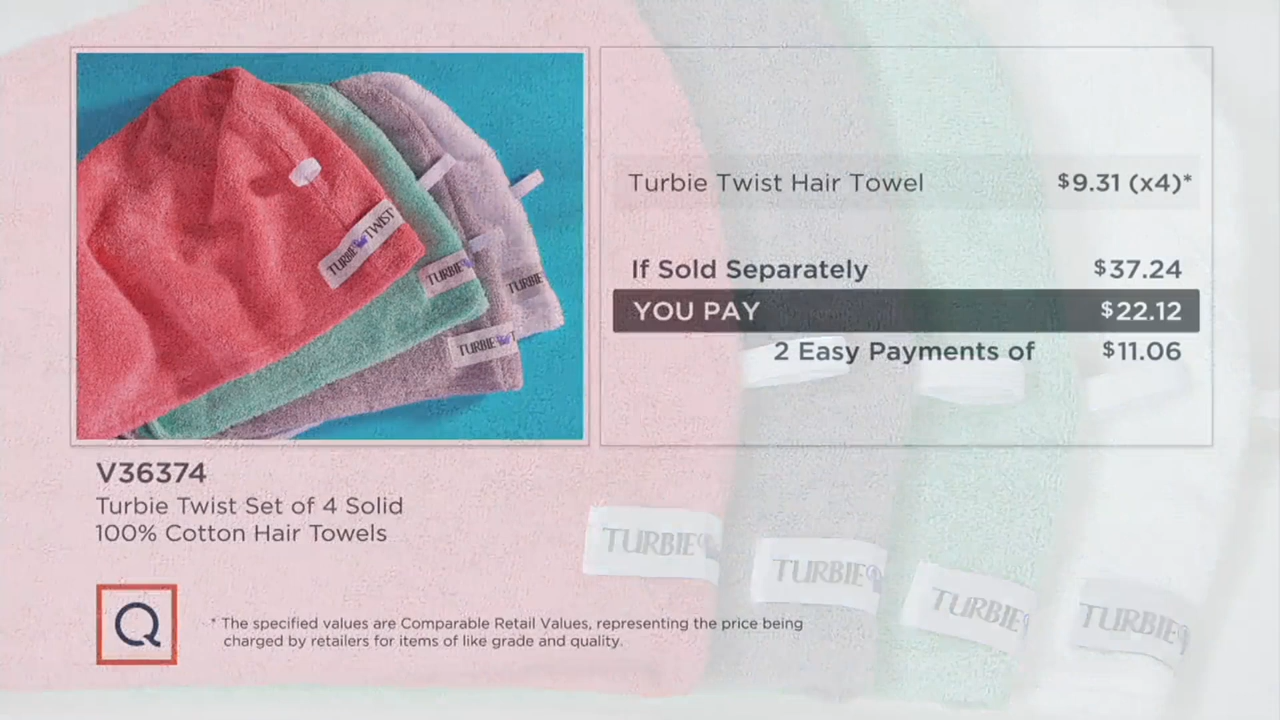 TURBIE TWIST
TURBIE
TURBIE
TURBIE T
Turbie Twist Hair Towel $9.31 (x4)*
If Sold Separately $37.24
YOU PAY $22.12
2 Easy Payments of $11.06
V36374
Turbie Twist Set of 4 Solid
100% Cotton Hair Towels
Q
* The specified values are Comparable Retail Values, representing the price being
charged by retailers for items of like grade and quality.
TURBIE
TURBIE
TURBIE
TURBIE